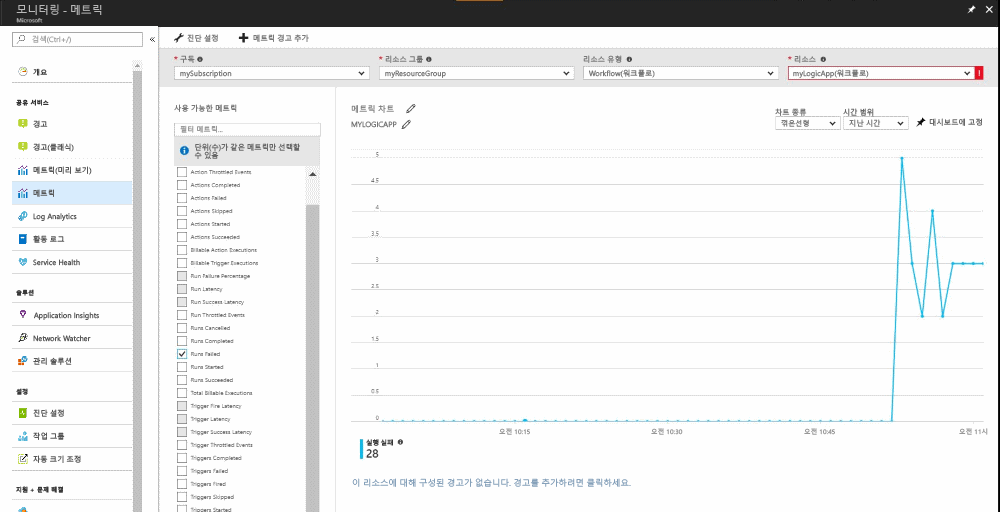 모니터링 - 메트릭
Microsoft
검색(Ctrl+/)
개요
공유 서비스
경고
경고(클래식)
메트릭(미리 보기)
메트릭
Log Analytics
활동 로그
Service Health
솔루션
Application Insights
Network Watcher
관리 솔루션
설정
진단 설정
작업 그룹
자동 크기 조정
지원 + 문제 해결
진단 설정
메트릭 경고 추가
* 구독
mySubscription
* 리소스 그룹
myResourceGroup
리소스 유형
Workflow(워크플로)
* 리소스
myLogicApp(워크플로)
사용 가능한 메트릭
필터 메트릭...
단위(수)가 같은 메트릭만 선택할
수 있음
Action Throttled Events
Actions Completed
Actions Failed
Actions Skipped
Actions Started
Actions Succeeded
Billable Action Executions
Billable Trigger Executions
Run Failure Percentage
Run Latency
Run Success Latency
Run Throttled Events
Runs Cancelled
Runs Completed
Runs Failed
Runs Started
Runs Succeeded
Total Billable Executions
Trigger Fire Latency
Trigger Latency
Trigger Success Latency
Trigger Throttled Events
Triggers Completed
Triggers Failed
Triggers Fired
Triggers Skipped
Triggers Started
메트릭 차트
MYLOGICAPP
차트 종류
꺾은선형
시간 범위
지난 시간
대시보드에 고정
5
4.5
4
3.5
3
2.5
2
1.5
1
0.5
0
오전 10:15
오전 10:30
오전 10:45
오전 11시
실행 실패
28
이 리소스에 대해 구성된 경고가 없습니다. 경고를 추가하려면 클릭하세요.